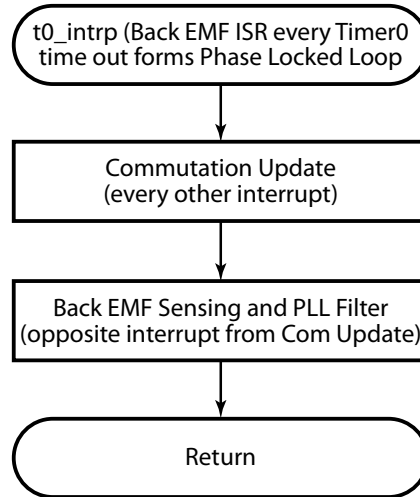 t0_intrp (Back EMF ISR every Timer0
time out forms Phase Locked Loop
Commutation Update
(every other interrupt)
Back EMF Sensing and PLL Filter
(opposite interrupt from Com Update)
Return